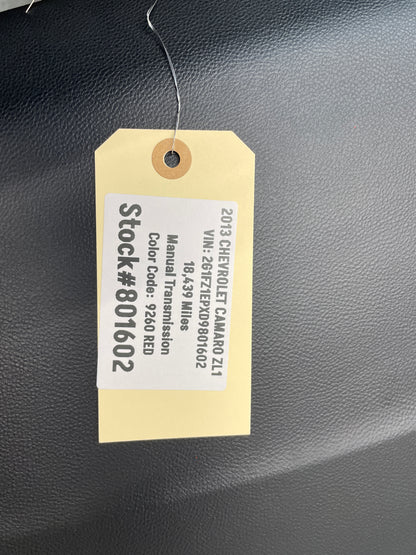 2013 CHEVROLET CAMARO ZL1
VIN: 2G1FZ1EPXD9801602
18,439 Miles
Manual Transmission
Color Code: 9260 RED
Stock#801602